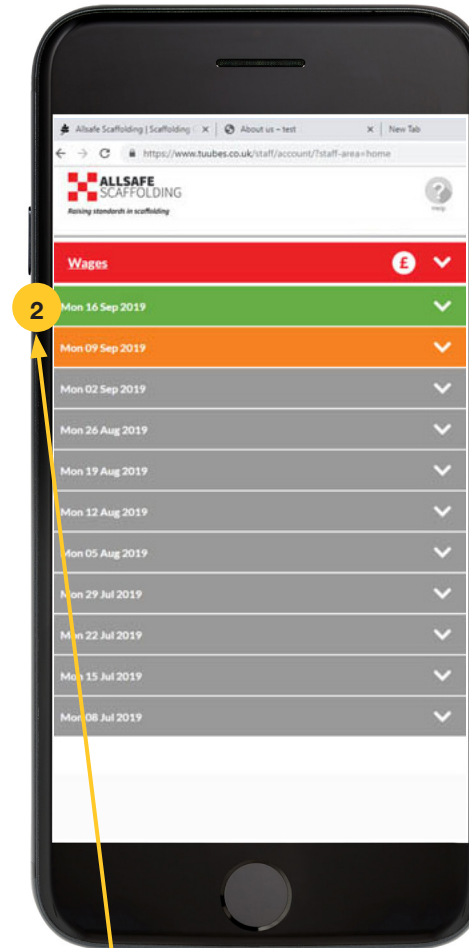 Allsafe Scaffolding | Scaffolding
About us – test
New Tab
https://www.tuubes.co.uk/staff/account/?staff-area=home
ALLSAFE
SCAFFOLDING
Raising standards in scaffolding
Help
Wages £
2
Mon 16 Sep 2019
Mon 09 Sep 2019
Mon 02 Sep 2019
Mon 26 Aug 2019
Mon 19 Aug 2019
Mon 12 Aug 2019
Mon 05 Aug 2019
Mon 29 Jul 2019
Mon 22 Jul 2019
Mon 15 Jul 2019
Mon 08 Jul 2019